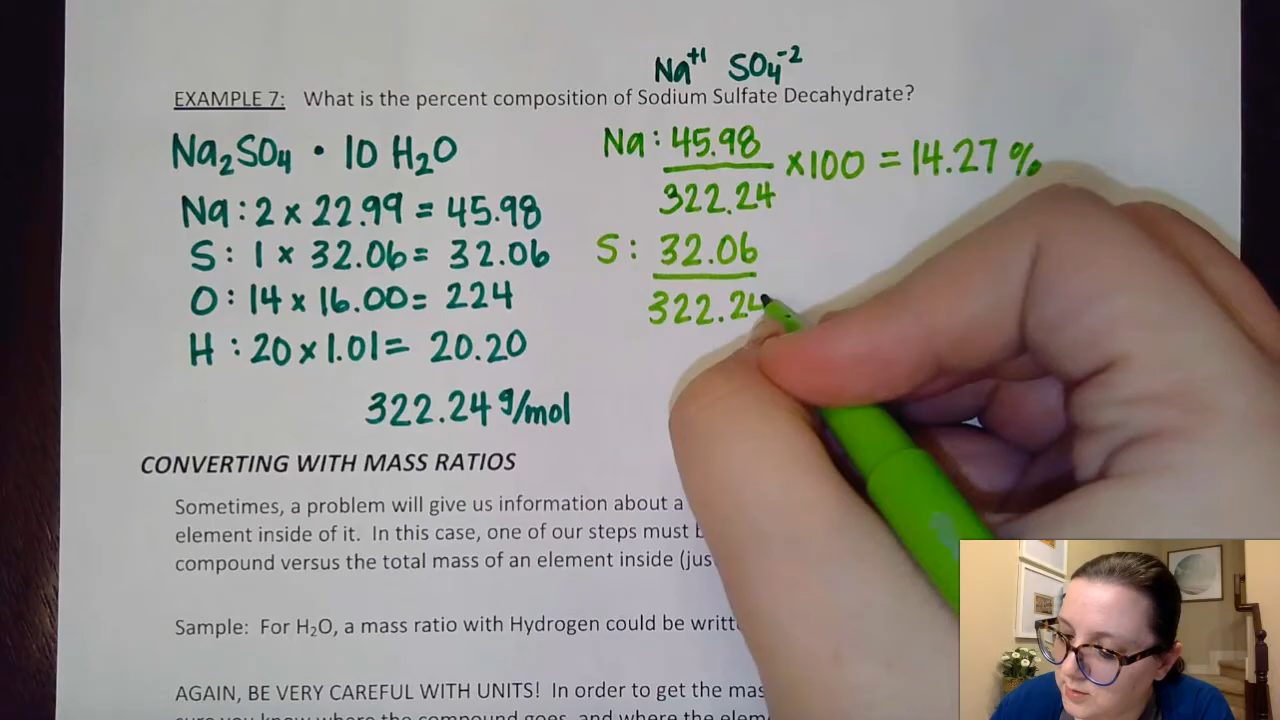 Na⁺¹ SO₄⁻²
EXAMPLE 7: What is the percent composition of Sodium Sulfate Decahydrate?
Na₂SO₄ • 10 H₂O
Na: 2 × 22.99 = 45.98
S: 1 × 32.06 = 32.06
O: 14 × 16.00 = 224
H: 20 × 1.01 = 20.20
322.24 g/mol
Na: 45.98
322.24
×100 = 14.27 %
S: 32.06
322.24
CONVERTING WITH MASS RATIOS
Sometimes, a problem will give us information about a
element inside of it. In this case, one of our steps must
compound versus the total mass of an element inside
Sample: For H₂O, a mass ratio with Hydrogen could be
AGAIN, BE VERY CAREFUL WITH UNITS! In order to get the